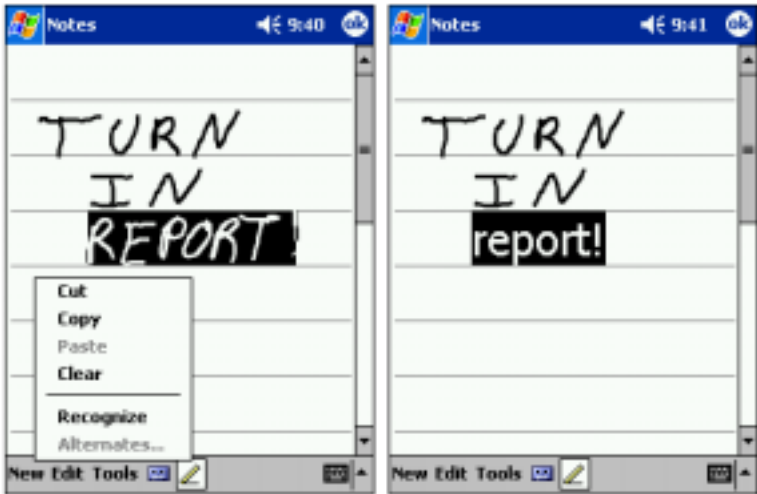 Notes 9:40 ok
TURN
IN
REPORT!
Cut
Copy
Paste
Clear
Recognize
Alternates...
New Edit Tools
Notes 9:41 ok
TURN
IN
report!
New Edit Tools